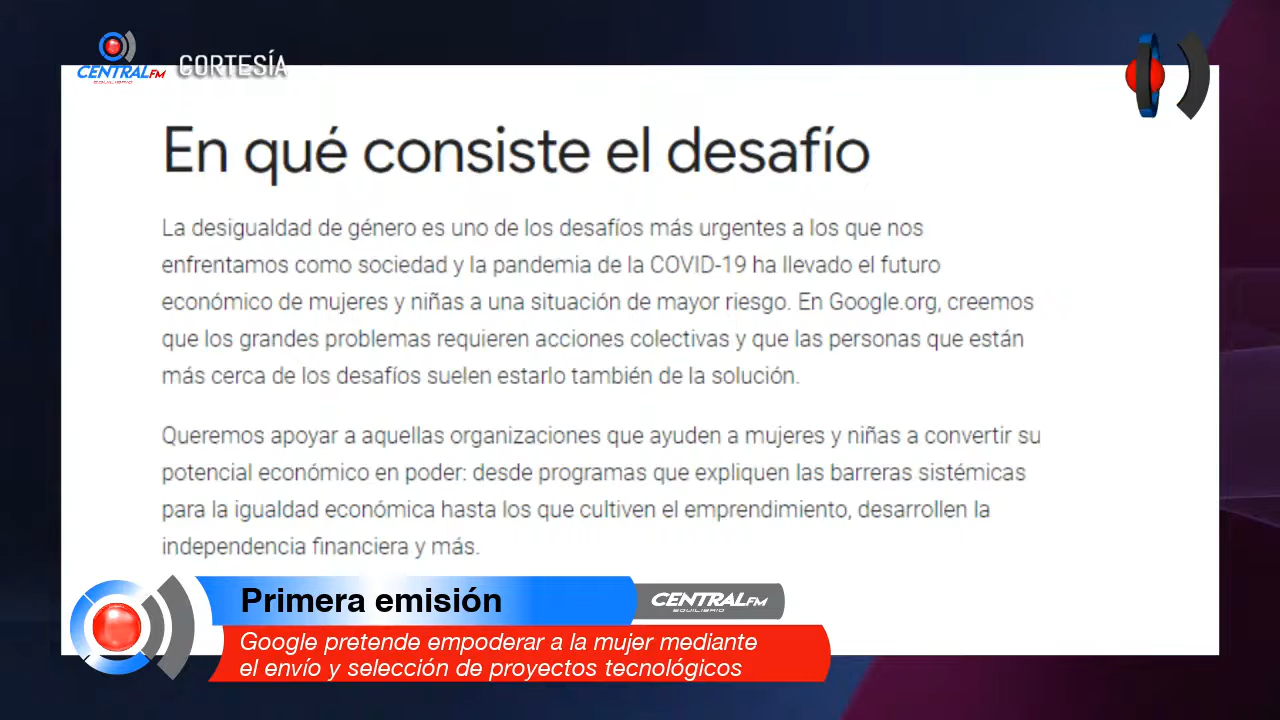 CENTRAL FM
EQUILIBRIO
CORTESÍA
En qué consiste el desafío
La desigualdad de género es uno de los desafíos más urgentes a los que nos
enfrentamos como sociedad y la pandemia de la COVID-19 ha llevado el futuro
económico de mujeres y niñas a una situación de mayor riesgo. En Google.org, creemos
que los grandes problemas requieren acciones colectivas y que las personas que están
más cerca de los desafíos suelen estarlo también de la solución.
Queremos apoyar a aquellas organizaciones que ayuden a mujeres y niñas a convertir su
potencial económico en poder: desde programas que expliquen las barreras sistémicas
para la igualdad económica hasta los que cultiven el emprendimiento, desarrollen la
independencia financiera y más.
Primera emisión
CENTRAL FM
EQUILIBRIO
Google pretende empoderar a la mujer mediante
el envío y selección de proyectos tecnológicos